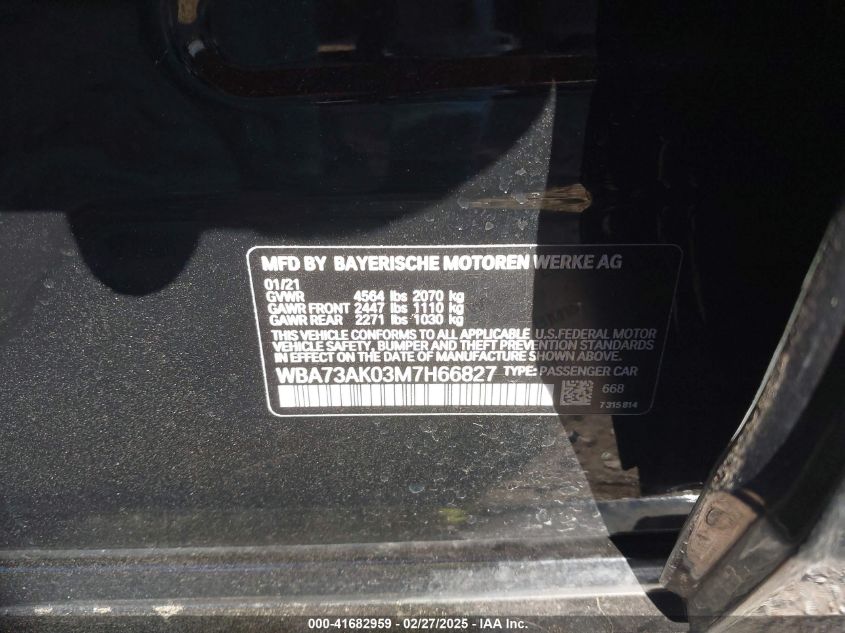 MFD BY BAYERISCHE MOTOREN WERKE AG
01/21
GVWR 4564 lbs 2070 kg
GAWR FRONT 2447 lbs 1110 kg
GAWR REAR 2271 lbs 1030 kg
THIS VEHICLE CONFORMS TO ALL APPLICABLE U.S.FEDERAL MOTOR
VEHICLE SAFETY, BUMPER AND THEFT PREVENTION STANDARDS
IN EFFECT ON THE DATE OF MANUFACTURE SHOWN ABOVE.
WBA73AK03M7H66827 TYPE: PASSENGER CAR
668
7 315 814
000-41682959 - 02/27/2025 - IAA Inc.